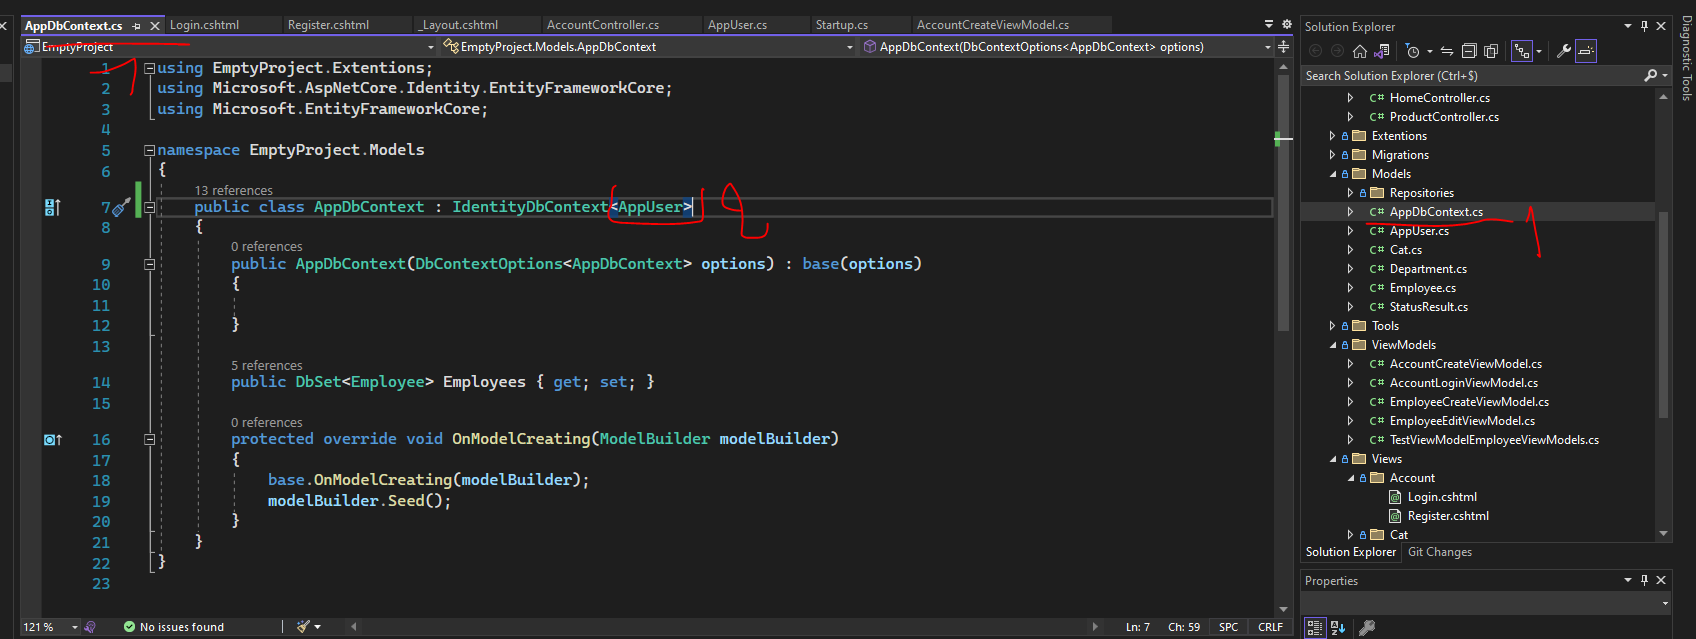 AppDbContext.cs Login.cshtml Register.cshtml _Layout.cshtml AccountController.cs AppUser.cs Startup.cs AccountCreateViewModel.cs
EmptyProject EmptyProject.Models.AppDbContext AppDbContext(DbContextOptions<AppDbContext> options)
1 using EmptyProject.Extentions;
2 using Microsoft.AspNetCore.Identity.EntityFrameworkCore;
3 using Microsoft.EntityFrameworkCore;
4
5 namespace EmptyProject.Models
6 {
13 references
7 public class AppDbContext : IdentityDbContext<AppUser>
8 {
0 references
9 public AppDbContext(DbContextOptions<AppDbContext> options) : base(options)
10 {
11
12 }
13
5 references
14 public DbSet<Employee> Employees { get; set; }
15
0 references
16 protected override void OnModelCreating(ModelBuilder modelBuilder)
17 {
18 base.OnModelCreating(modelBuilder);
19 modelBuilder.Seed();
20 }
21 }
22 }
23
121 % No issues found Ln: 7 Ch: 59 SPC CRLF
Solution Explorer
Search Solution Explorer (Ctrl+$)
C# HomeController.cs
C# ProductController.cs
Extentions
Migrations
Models
Repositories
C# AppDbContext.cs
C# AppUser.cs
C# Cat.cs
C# Department.cs
C# Employee.cs
C# StatusResult.cs
Tools
ViewModels
C# AccountCreateViewModel.cs
C# AccountLoginViewModel.cs
C# EmployeeCreateViewModel.cs
C# EmployeeEditViewModel.cs
C# TestViewModelEmployeeViewModels.cs
Views
Account
Login.cshtml
Register.cshtml
Cat
Solution Explorer Git Changes
Properties
Diagnostic Tools